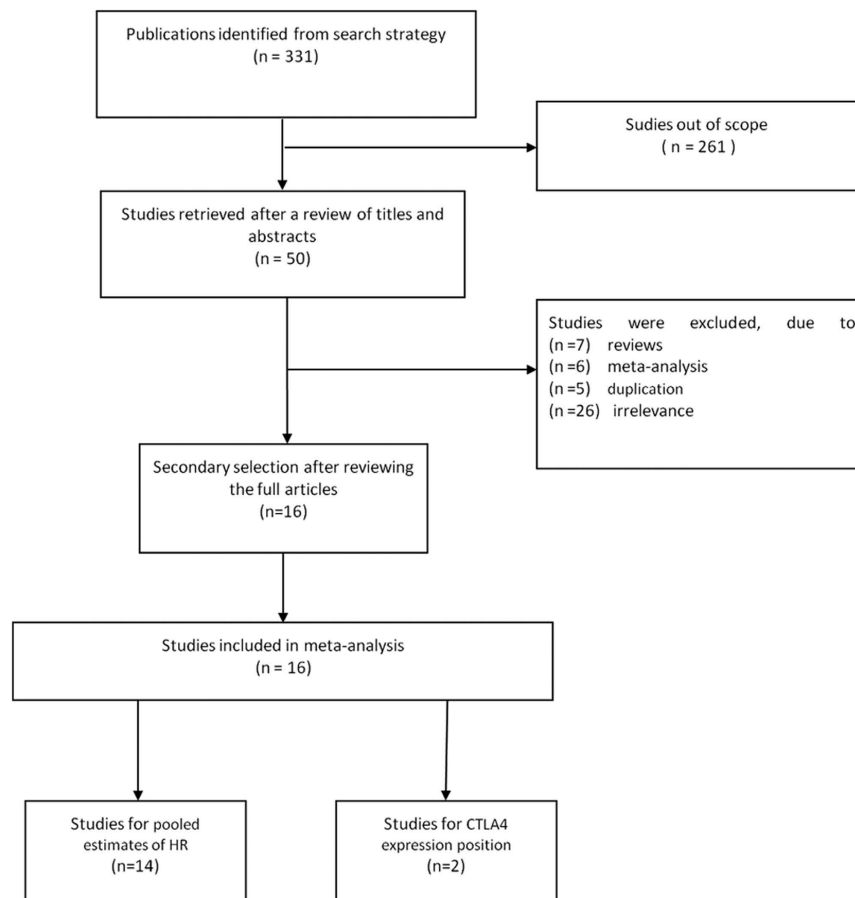 Publications identified from search strategy
(n = 331)
Sudies out of scope
( n = 261 )
Studies retrieved after a review of titles and
abstracts
(n = 50)
Studies were excluded, due to
(n =7) reviews
(n =6) meta-analysis
(n =5) duplication
(n =26) irrelevance
Secondary selection after reviewing
the full articles
(n=16)
Studies included in meta-analysis
(n = 16)
Studies for pooled
estimates of HR
(n=14)
Studies for CTLA4
expression position
(n=2)